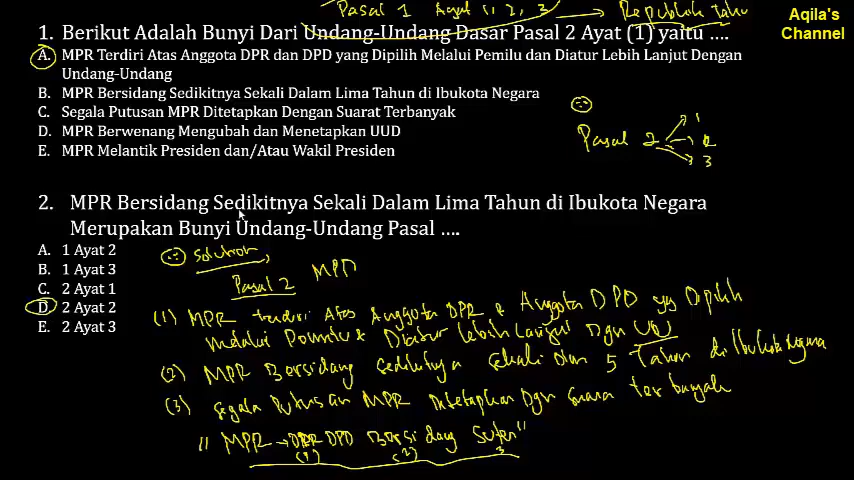 Pasal 1 Ayat 1, 2, 3 → Republik
Aqila's
Channel
1. Berikut Adalah Bunyi Dari Undang-Undang Dasar Pasal 2 Ayat (1) yaitu ....
A. MPR Terdiri Atas Anggota DPR dan DPD yang Dipilih Melalui Pemilu dan Diatur Lebih Lanjut Dengan
Undang-Undang
B. MPR Bersidang Sedikitnya Sekali Dalam Lima Tahun di Ibukota Negara
C. Segala Putusan MPR Ditetapkan Dengan Suarat Terbanyak
D. MPR Berwenang Mengubah dan Menetapkan UUD
E. MPR Melantik Presiden dan/Atau Wakil Presiden
Pasal 2 1 2 3
2. MPR Bersidang Sedikitnya Sekali Dalam Lima Tahun di Ibukota Negara
Merupakan Bunyi Undang-Undang Pasal ....
A. 1 Ayat 2
B. 1 Ayat 3
C. 2 Ayat 1
D. 2 Ayat 2
E. 2 Ayat 3
Solution,
Pasal 2 MPR
(1) MPR terdiri Atas Anggota DPR & Anggota DPD yg Dipilih
melalui Pemilu & Diatur lebih Lanjut Dgn UU
(2) MPR Bersidang Sedikitnya Sekali dlm 5 Tahun di Ibukota Negara
(3) Segala Putusan MPR Ditetapkan Dgn Suara terbanyak
" MPR → DPR DPD Bersidang "
(1) (2) 3